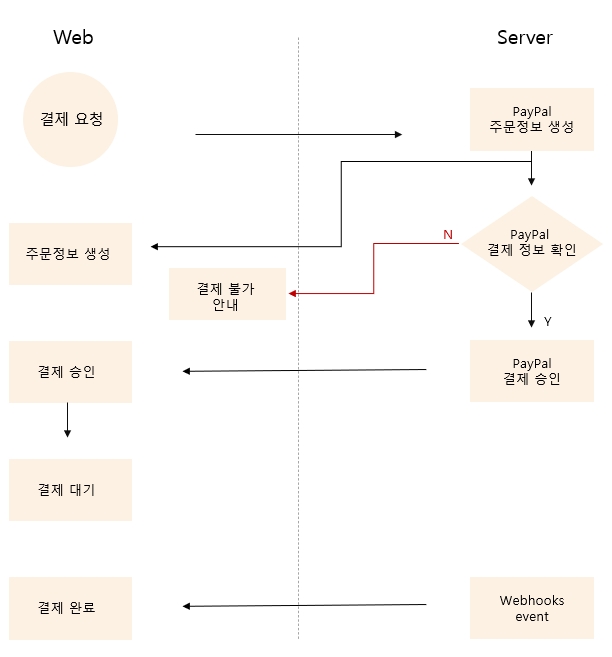 Web
Server
결제 요청
PayPal
주문정보 생성
주문정보 생성
N
PayPal
결제 정보 확인
결제 불가
안내
Y
결제 승인
PayPal
결제 승인
결제 대기
결제 완료
Webhooks
event